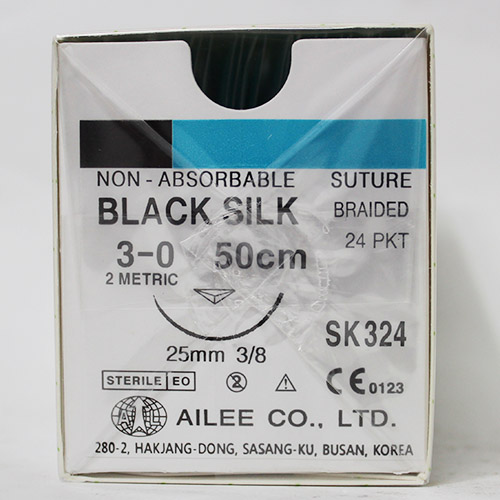 NON - ABSORBABLE SUTURE
BLACK SILK BRAIDED
3-0 50cm 24 PKT
2 METRIC
SK324
25mm 3/8
STERILE EO 2 CE 0123
AILEE CO., LTD.
280-2, HAKJANG-DONG, SASANG-KU, BUSAN, KOREA